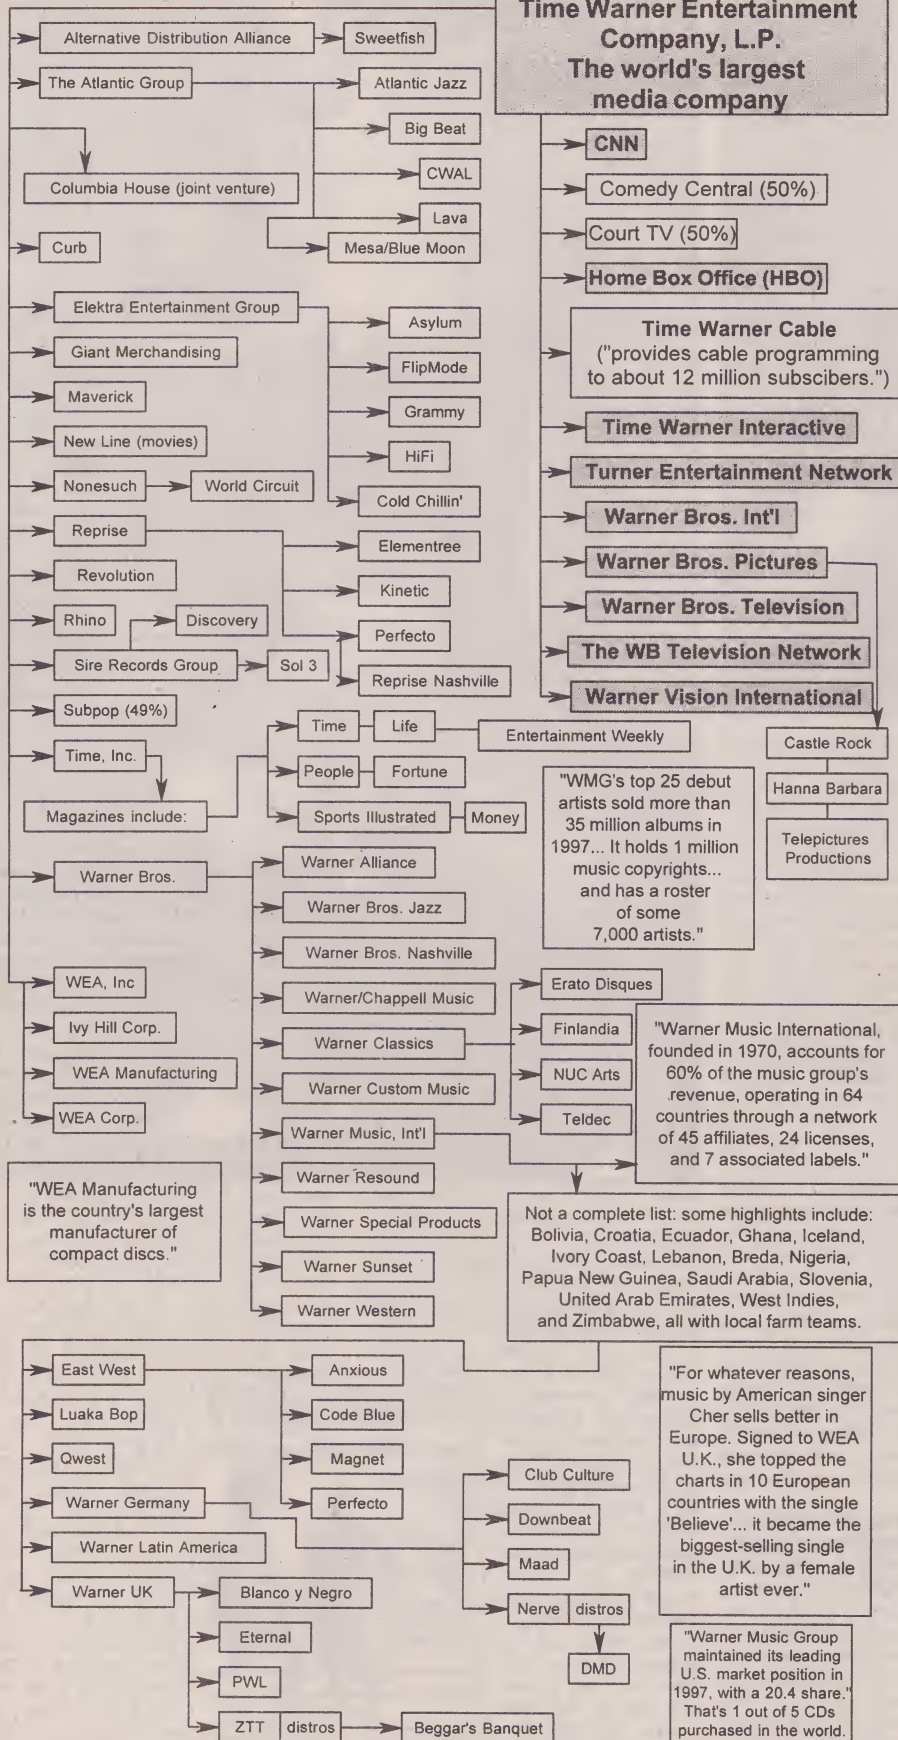 Time Warner Entertainment
Company, L.P.
The world's largest
media company
Alternative Distribution Alliance
Sweetfish
The Atlantic Group
Atlantic Jazz
Big Beat
CWAL
Lava
Mesa/Blue Moon
Columbia House (joint venture)
Curb
Elektra Entertainment Group
Asylum
FlipMode
Grammy
HiFi
Cold Chillin'
Giant Merchandising
Maverick
New Line (movies)
Nonesuch
World Circuit
Reprise
Elementree
Kinetic
Perfecto
Reprise Nashville
Revolution
Rhino
Discovery
Sire Records Group
Sol 3
Subpop (49%)
Time, Inc.
Magazines include:
Time
Life
Entertainment Weekly
People
Fortune
Sports Illustrated
Money
CNN
Comedy Central (50%)
Court TV (50%)
Home Box Office (HBO)
Time Warner Cable
("provides cable programming
to about 12 million subscibers.")
Time Warner Interactive
Turner Entertainment Network
Warner Bros. Int'l
Warner Bros. Pictures
Warner Bros. Television
The WB Television Network
Warner Vision International
Castle Rock
Hanna Barbara
Telepictures
Productions
"WMG's top 25 debut
artists sold more than
35 million albums in
1997... It holds 1 million
music copyrights...
and has a roster
of some
7,000 artists."
Warner Bros.
Warner Alliance
Warner Bros. Jazz
Warner Bros. Nashville
Warner/Chappell Music
Warner Classics
Erato Disques
Finlandia
NUC Arts
Teldec
Warner Custom Music
Warner Music, Int'l
Warner Resound
Warner Special Products
Warner Sunset
Warner Western
WEA, Inc
Ivy Hill Corp.
WEA Manufacturing
WEA Corp.
"WEA Manufacturing
is the country's largest
manufacturer of
compact discs."
"Warner Music International,
founded in 1970, accounts for
60% of the music group's
revenue, operating in 64
countries through a network
of 45 affiliates, 24 licenses,
and 7 associated labels."
Not a complete list: some highlights include:
Bolivia, Croatia, Ecuador, Ghana, Iceland,
Ivory Coast, Lebanon, Breda, Nigeria,
Papua New Guinea, Saudi Arabia, Slovenia,
United Arab Emirates, West Indies,
and Zimbabwe, all with local farm teams.
East West
Anxious
Code Blue
Magnet
Perfecto
Luaka Bop
Qwest
Warner Germany
Club Culture
Downbeat
Maad
Nerve
distros
DMD
Warner Latin America
Warner UK
Blanco y Negro
Eternal
PWL
ZTT
distros
Beggar's Banquet
"For whatever reasons,
music by American singer
Cher sells better in
Europe. Signed to WEA
U.K., she topped the
charts in 10 European
countries with the single
'Believe'... it became the
biggest-selling single
in the U.K. by a female
artist ever."
"Warner Music Group
maintained its leading
U.S. market position in
1997, with a 20.4 share."
That's 1 out of 5 CDs
purchased in the world.